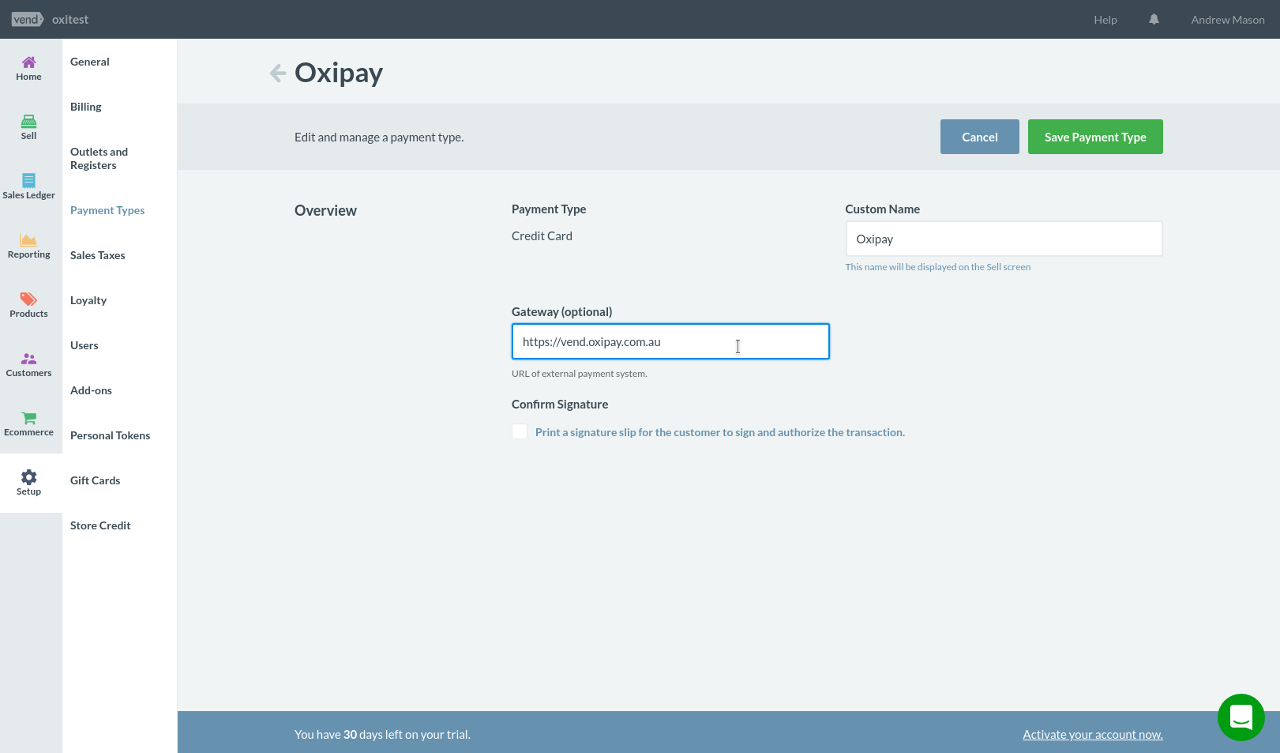 vend oxitest
Help
Andrew Mason
Home
Sell
Sales Ledger
Reporting
Products
Customers
Ecommerce
Setup
General
Billing
Outlets and
Registers
Payment Types
Sales Taxes
Loyalty
Users
Add-ons
Personal Tokens
Gift Cards
Store Credit
Oxipay
Edit and manage a payment type.
Cancel
Save Payment Type
Overview
Payment Type
Credit Card
Custom Name
Oxipay
This name will be displayed on the Sell screen
Gateway (optional)
https://vend.oxipay.com.au
URL of external payment system.
Confirm Signature
Print a signature slip for the customer to sign and authorize the transaction.
You have 30 days left on your trial.
Activate your account now.